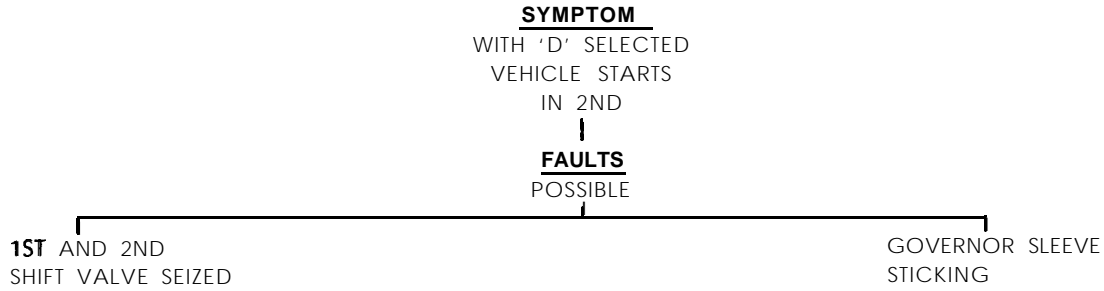 SYMPTOM
WITH ‘D’ SELECTED
VEHICLE STARTS
IN 2ND
FAULTS
POSSIBLE
1ST AND 2ND
SHIFT VALVE SEIZED
GOVERNOR SLEEVE
STICKING